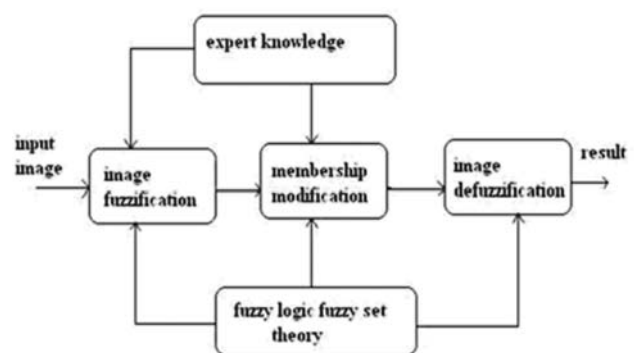 expert knowledge
input
image
image
fuzzification
membership
modification
image
defuzzification
result
fuzzy logic fuzzy set
theory